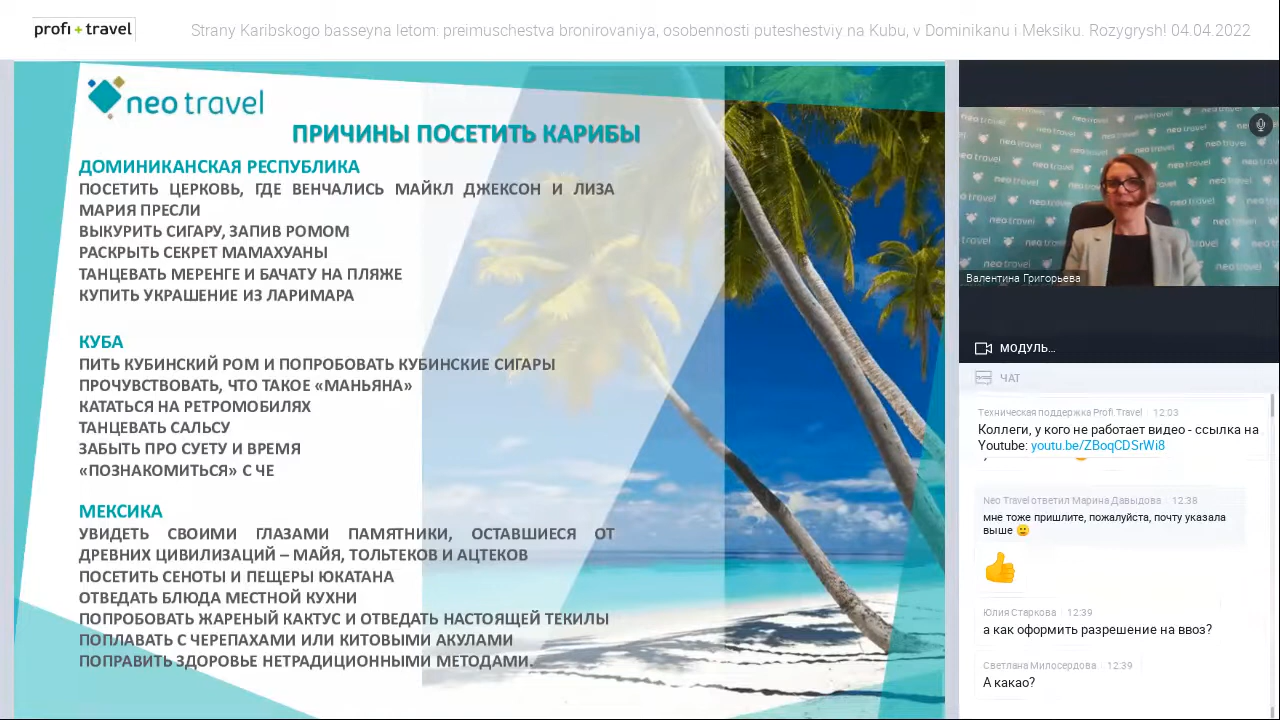 profi + travel
Strany Karibskogo basseyna letom: preimuschestva bronirovaniya, osobennosti puteshestviy na Kubu, v Dominikanu i Meksiku. Rozygrysh! 04.04.2022
neo travel
ПРИЧИНЫ ПОСЕТИТЬ КАРИБЫ
ДОМИНИКАНСКАЯ РЕСПУБЛИКА
ПОСЕТИТЬ ЦЕРКОВЬ, ГДЕ ВЕНЧАЛИСЬ МАЙКЛ ДЖЕКСОН И ЛИЗА
МАРИЯ ПРЕСЛИ
ВЫКУРИТЬ СИГАРУ, ЗАПИВ РОМОМ
РАСКРЫТЬ СЕКРЕТ МАМАХУАНЫ
ТАНЦЕВАТЬ МЕРЕНГЕ И БАЧАТУ НА ПЛЯЖЕ
КУПИТЬ УКРАШЕНИЕ ИЗ ЛАРИМАРА
КУБА
ПИТЬ КУБИНСКИЙ РОМ И ПОПРОБОВАТЬ КУБИНСКИЕ СИГАРЫ
ПРОЧУВСТВОВАТЬ, ЧТО ТАКОЕ «МАНЬЯНА»
КАТАТЬСЯ НА РЕТРОМОБИЛЯХ
ТАНЦЕВАТЬ САЛЬСУ
ЗАБЫТЬ ПРО СУЕТУ И ВРЕМЯ
«ПОЗНАКОМИТЬСЯ» С ЧЕ
МЕКСИКА
УВИДЕТЬ СВОИМИ ГЛАЗАМИ ПАМЯТНИКИ, ОСТАВШИЕСЯ ОТ
ДРЕВНИХ ЦИВИЛИЗАЦИЙ – МАЙЯ, ТОЛЬТЕКОВ И АЦТЕКОВ
ПОСЕТИТЬ СЕНОТЫ И ПЕЩЕРЫ ЮКАТАНА
ОТВЕДАТЬ БЛЮДА МЕСТНОЙ КУХНИ
ПОПРОБОВАТЬ ЖАРЕНЫЙ КАКТУС И ОТВЕДАТЬ НАСТОЯЩЕЙ ТЕКИЛЫ
ПОПЛАВАТЬ С ЧЕРЕПАХАМИ ИЛИ КИТОВЫМИ АКУЛАМИ
ПОПРАВИТЬ ЗДОРОВЬЕ НЕТРАДИЦИОННЫМИ МЕТОДАМИ.
Валентина Григорьева
МОДУЛЬ...
ЧАТ
Техническая поддержка Profi.Travel 12:03
Коллеги, у кого не работает видео - ссылка на
Youtube: youtu.be/ZBoqCDSrWi8
Neo Travel ответил Марина Давыдова 12:38
мне тоже пришлите, пожалуйста, почту указала
выше 🙂
👍
Юлия Старкова 12:39
а как оформить разрешение на ввоз?
Светлана Милосердова 12:39
А какао?